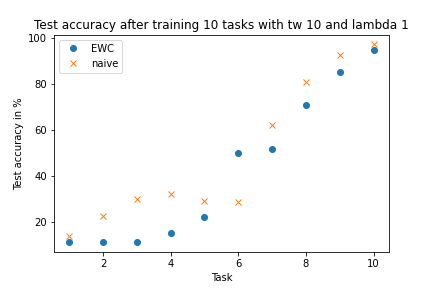 Test accuracy after training 10 tasks with tw 10 and lambda 1
EWC
naive
100
80
60
40
20
Test accuracy in %
2 4 6 8 10
Task